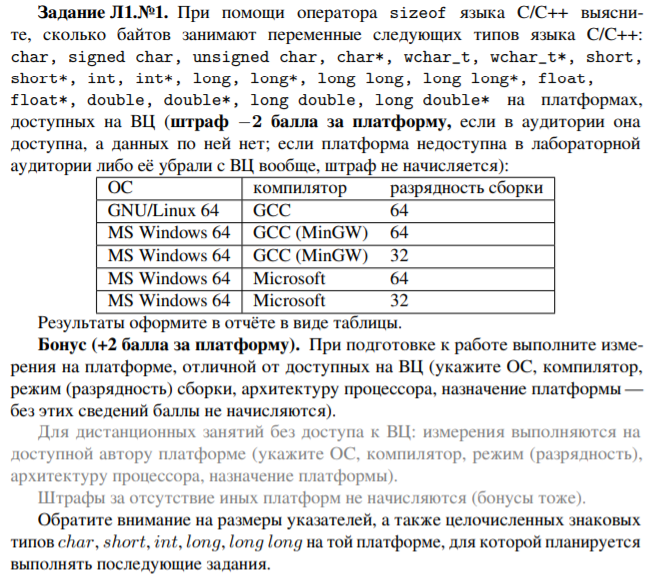 Задание Л1.№1. При помощи оператора sizeof языка C/C++ выясни-
те, сколько байтов занимают переменные следующих типов языка C/C++:
char, signed char, unsigned char, char*, wchar_t, wchar_t*, short,
short*, int, int*, long, long*, long long, long long*, float,
float*, double, double*, long double, long double* на платформах,
доступных на ВЦ (штраф −2 балла за платформу, если в аудитории она
доступна, а данных по ней нет; если платформа недоступна в лабораторной
аудитории либо её убрали с ВЦ вообще, штраф не начисляется):
ОС компилятор разрядность сборки
GNU/Linux 64 GCC 64
MS Windows 64 GCC (MinGW) 64
MS Windows 64 GCC (MinGW) 32
MS Windows 64 Microsoft 64
MS Windows 64 Microsoft 32
Результаты оформите в отчёте в виде таблицы.
Бонус (+2 балла за платформу). При подготовке к работе выполните изме-
рения на платформе, отличной от доступных на ВЦ (укажите ОС, компилятор,
режим (разрядность) сборки, архитектуру процессора, назначение платформы —
без этих сведений баллы не начисляются).
Для дистанционных занятий без доступа к ВЦ: измерения выполняются на
доступной автору платформе (укажите ОС, компилятор, режим (разрядность),
архитектуру процессора, назначение платформы).
Штрафы за отсутствие иных платформ не начисляются (бонусы тоже).
Обратите внимание на размеры указателей, а также целочисленных знаковых
типов char, short, int, long, long long на той платформе, для которой планируется
выполнять последующие задания.